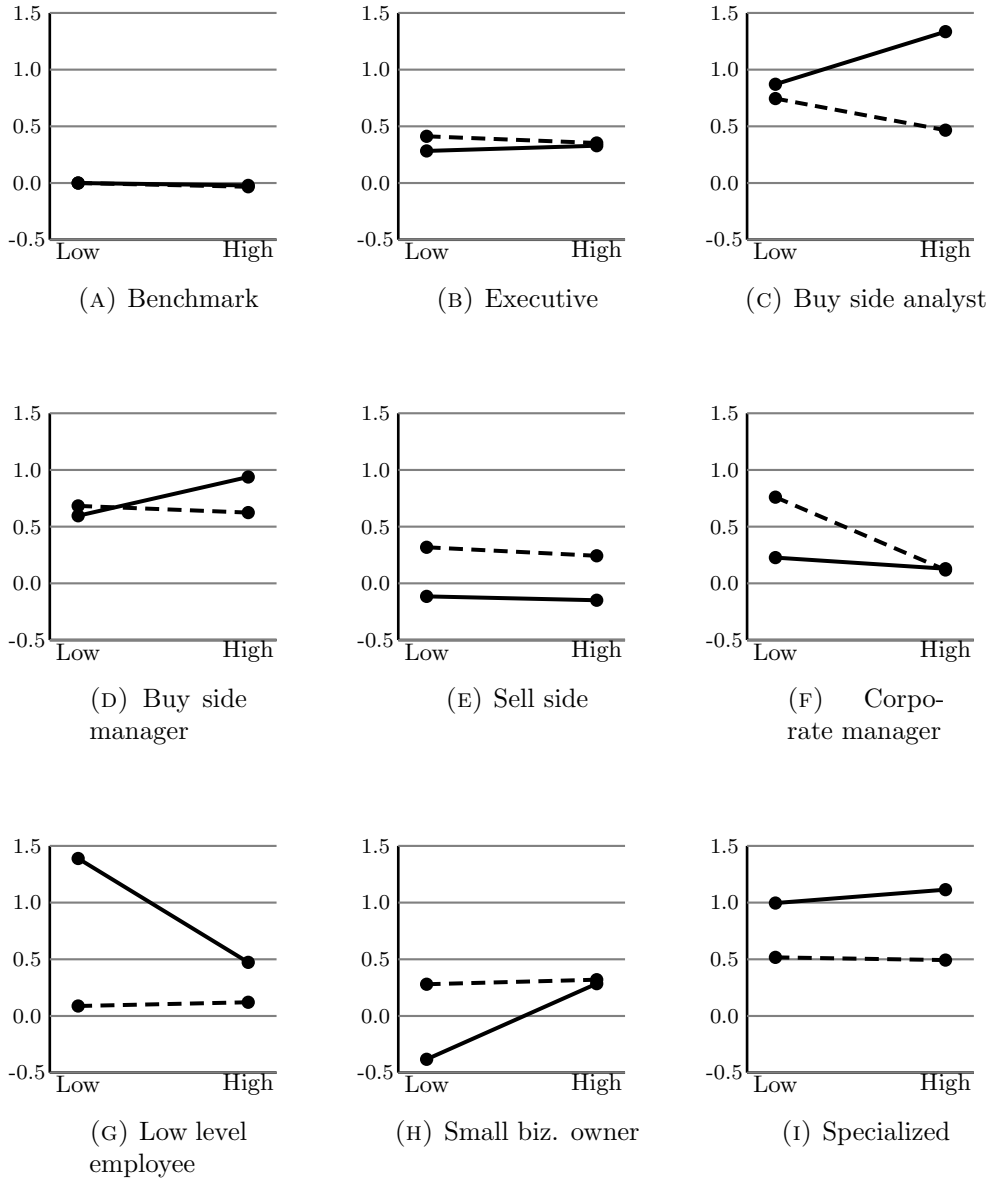 1.5
1.0
0.5
0.0
-0.5
Low High
(A) Benchmark
1.5
1.0
0.5
0.0
-0.5
Low High
(B) Executive
1.5
1.0
0.5
0.0
-0.5
Low High
(C) Buy side analyst
1.5
1.0
0.5
0.0
-0.5
Low High
(D) Buy side
manager
1.5
1.0
0.5
0.0
-0.5
Low High
(E) Sell side
1.5
1.0
0.5
0.0
-0.5
Low High
(F) Corpo-
rate manager
1.5
1.0
0.5
0.0
-0.5
Low High
(G) Low level
employee
1.5
1.0
0.5
0.0
-0.5
Low High
(H) Small biz. owner
1.5
1.0
0.5
0.0
-0.5
Low High
(I) Specialized